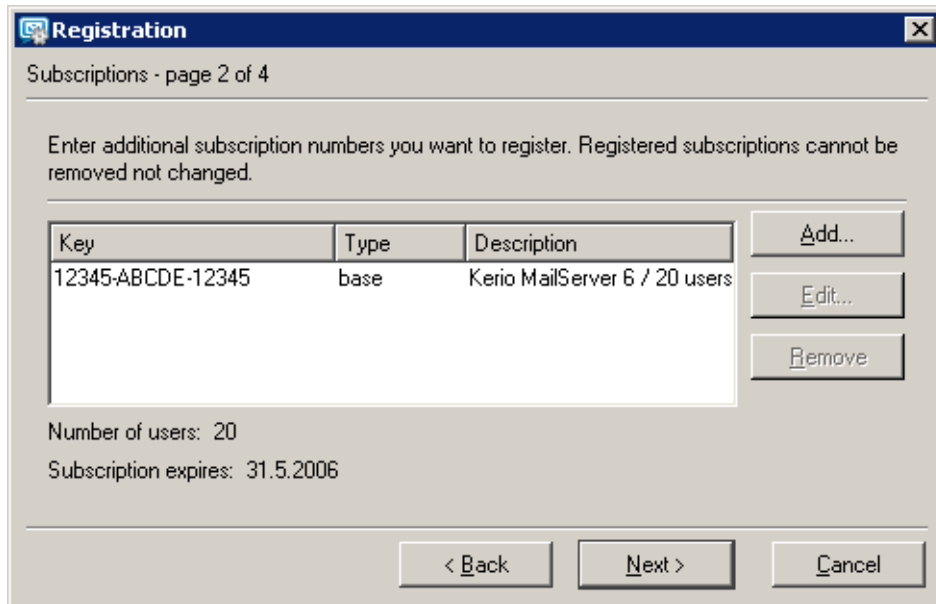 Registration
Subscriptions - page 2 of 4
Enter additional subscription numbers you want to register. Registered subscriptions cannot be
removed not changed.
Key Type Description
12345-ABCDE-12345 base Kerio MailServer 6 / 20 users
Add...
Edit...
Remove
Number of users: 20
Subscription expires: 31.5.2006
< Back Next > Cancel